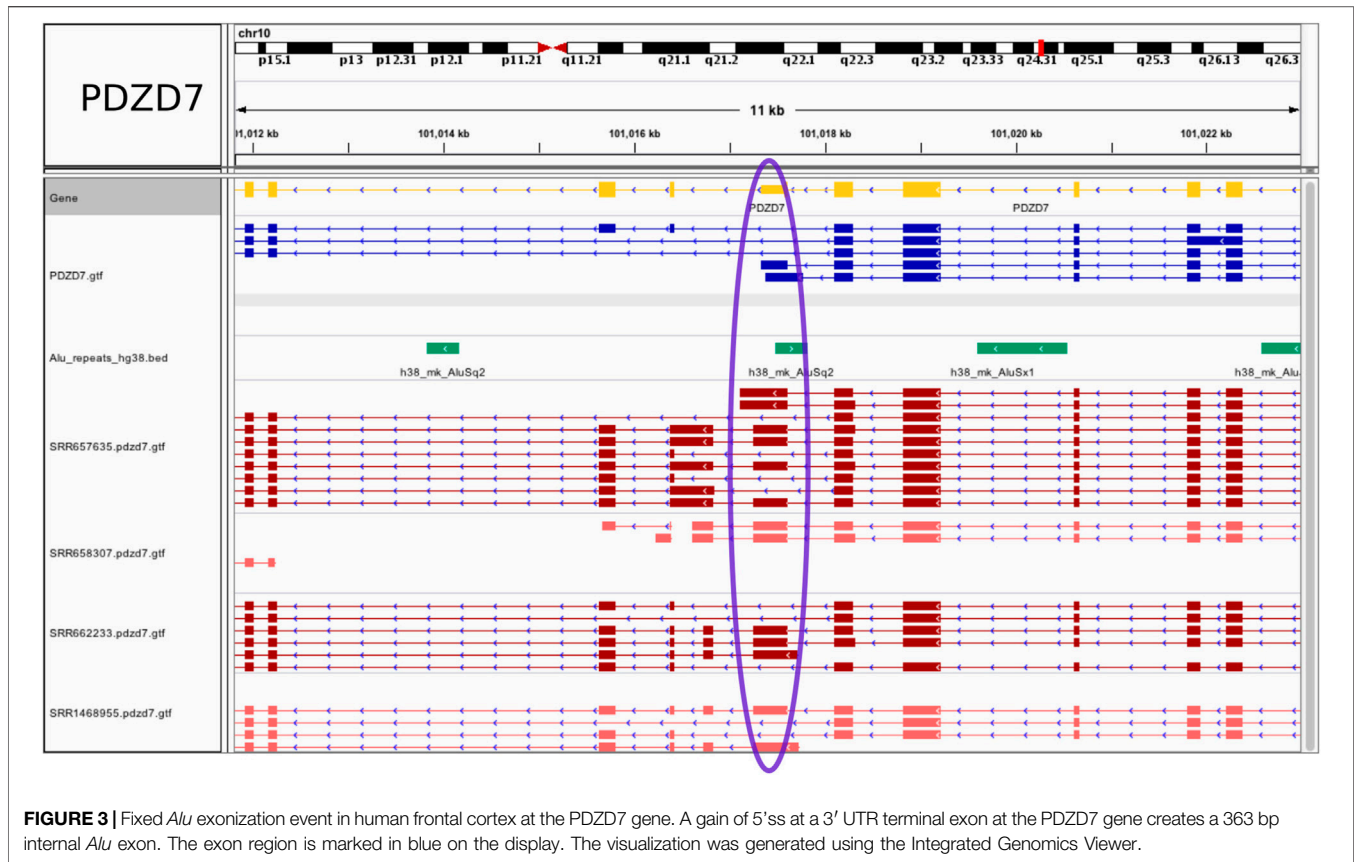 chr10
p15.1 p13 p12.31 p12.1 p11.21 q11.21 q21.1 q21.2 q22.1 q22.3 q23.2 q23.33 q24.31 q25.1 q25.3 q26.13 q26.3
PDZD7
11 kb
101,014 kb 101,016 kb 101,018 kb 101,020 kb 101,022 kb
Gene
PDZD7 PDZD7
PDZD7.gtf
Alu_repeats_hg38.bed
h38_mk_AluSq2 h38_mk_AluSq2 h38_mk_AluSx1 h38_mk_Alu
SRR657635.pdzd7.gtf
SRR658307.pdzd7.gtf
SRR662233.pdzd7.gtf
SRR1468955.pdzd7.gtf
FIGURE 3 | Fixed Alu exonization event in human frontal cortex at the PDZD7 gene. A gain of 5'ss at a 3′ UTR terminal exon at the PDZD7 gene creates a 363 bp
internal Alu exon. The exon region is marked in blue on the display. The visualization was generated using the Integrated Genomics Viewer.